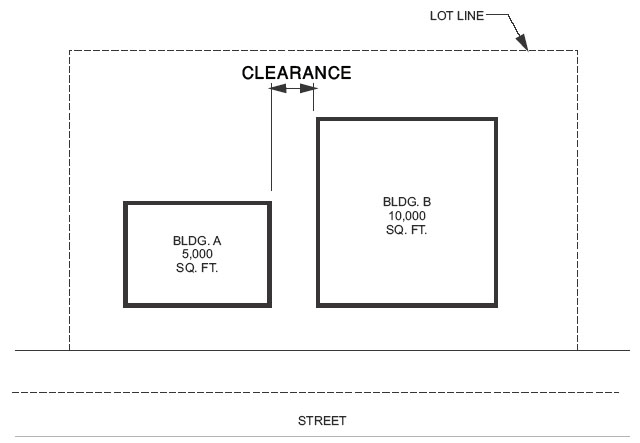 LOT LINE
CLEARANCE
BLDG. B
10,000
SQ. FT.
BLDG. A
5,000
SQ. FT.
STREET